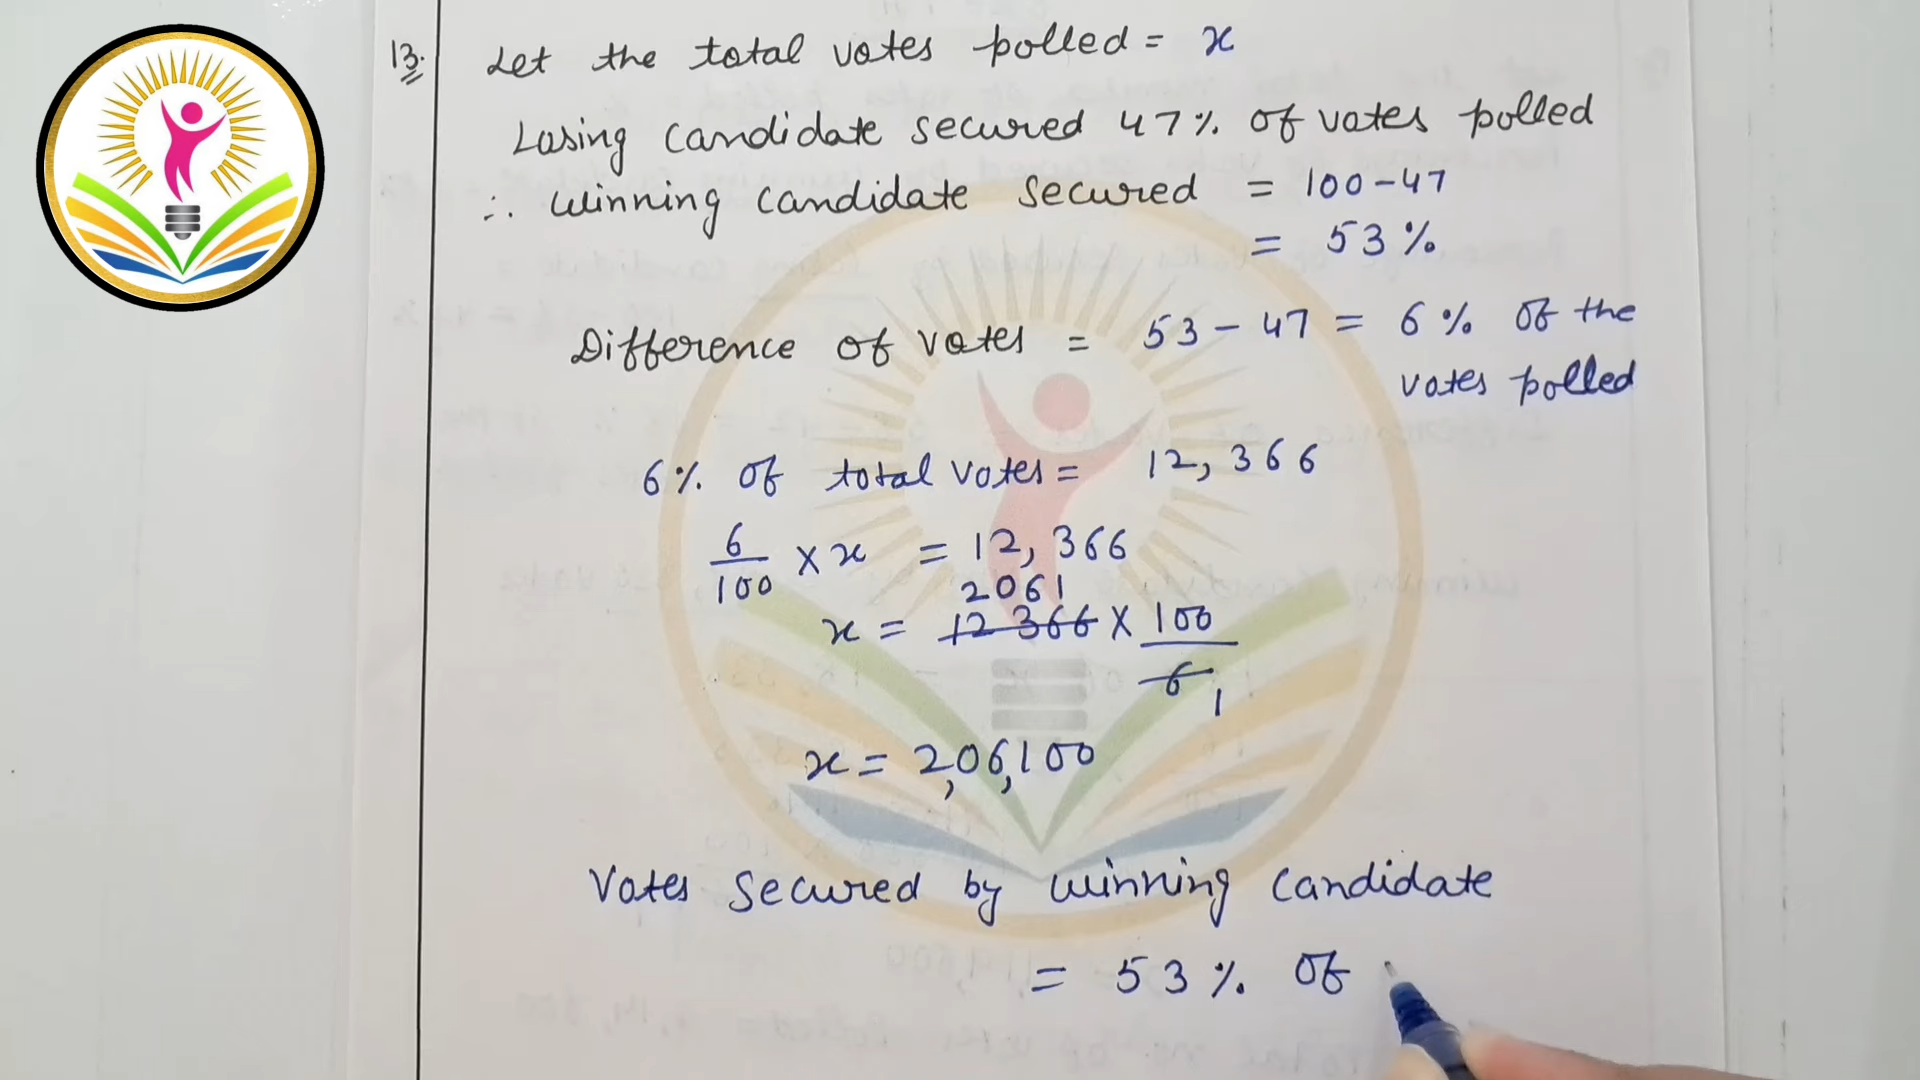 13. Let the total votes polled = x
Losing candidate secured 47% of votes polled
∴ Winning candidate secured = 100-47
= 53%
Difference of votes = 53-47 = 6% of the
votes polled
6% of total votes = 12,366
6/100 × x = 12,366
2061
x = 12 366 × 100/6 1
x = 2,06,100
Votes secured by winning candidate
= 53% of